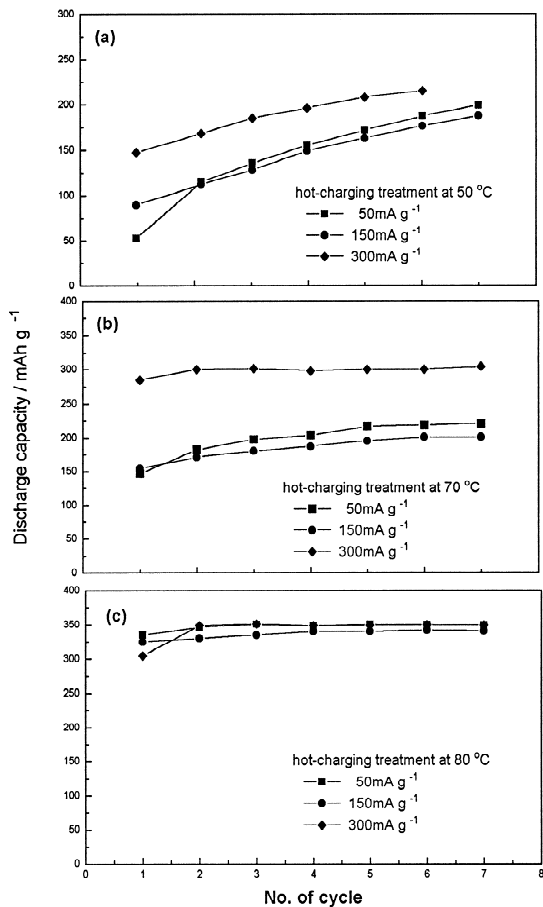 300
(a)
250
200
150
100
50
0
hot-charging treatment at 50 °C
50mA g -1
150mA g -1
300mA g -1
400
(b)
350
300
250
200
150
100
50
0
hot-charging treatment at 70 °C
50mA g -1
150mA g -1
300mA g -1
Discharge capacity / mAh g -1
400
(c)
350
300
250
200
150
100
50
0
hot-charging treatment at 80 °C
50mA g -1
150mA g -1
300mA g -1
0 1 2 3 4 5 6 7 8
No. of cycle